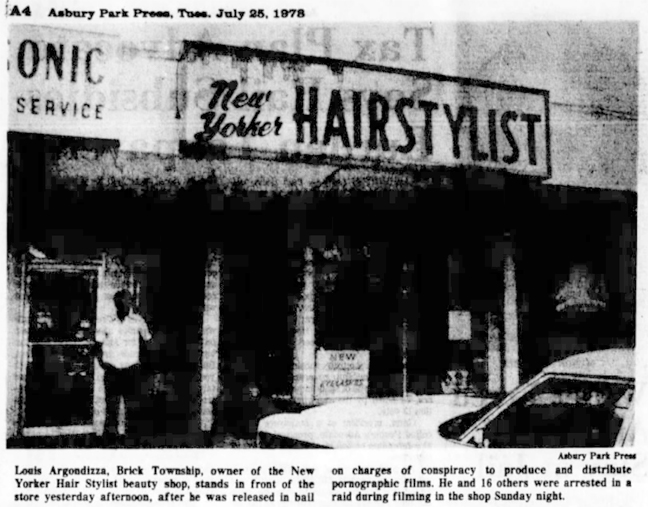 A4 Asbury Park Press, Tues. July 25, 1978
ONIC
SERVICE
New
Yorker
HAIRSTYLIST
NEW
Asbury Park Press
Louis Argondizza, Brick Township, owner of the New
Yorker Hair Stylist beauty shop, stands in front of the
store yesterday afternoon, after he was released in bail
on charges of conspiracy to produce and distribute
pornographic films. He and 16 others were arrested in a
raid during filming in the shop Sunday night.